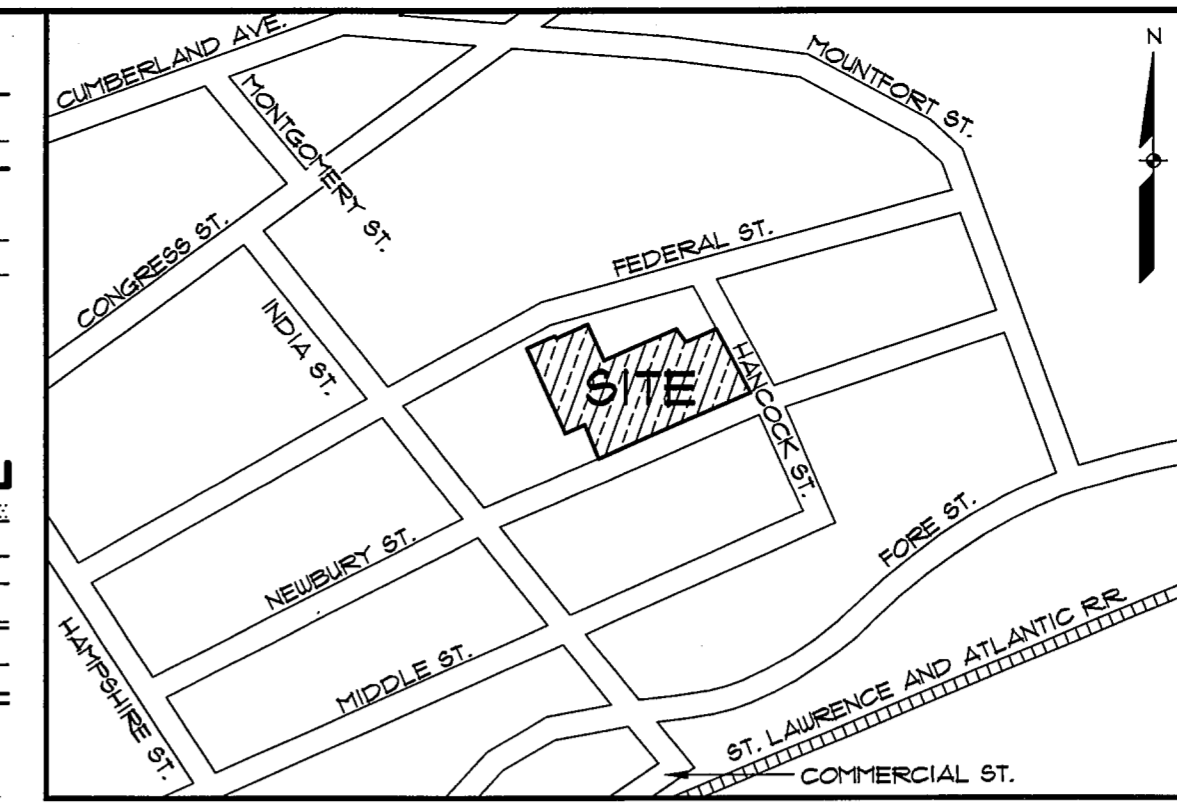 CUMBERLAND AVE.
MONTGOMERY ST.
MOUNTFORT ST.
N
CONGRESS ST.
FEDERAL ST.
INDIA ST.
SITE
HANCOCK ST.
NEWBURY ST.
FORE ST.
HAMPSHIRE ST.
MIDDLE ST.
ST. LAWRENCE AND ATLANTIC RR
COMMERCIAL ST.